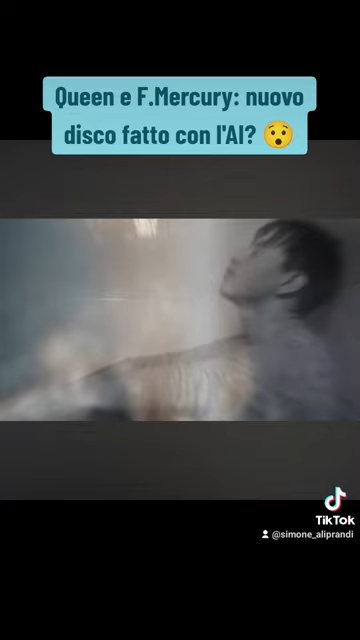 Queen e F.Mercury: nuovo
disco fatto con l'AI? 😯
TikTok
@simone_aliprandi